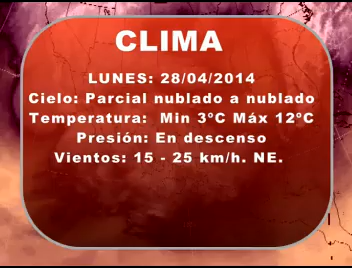 CLIMA
LUNES: 28/04/2014
Cielo: Parcial nublado a nublado
Temperatura: Min 3ºC Máx 12ºC
Presión: En descenso
Vientos: 15 - 25 km/h. NE.